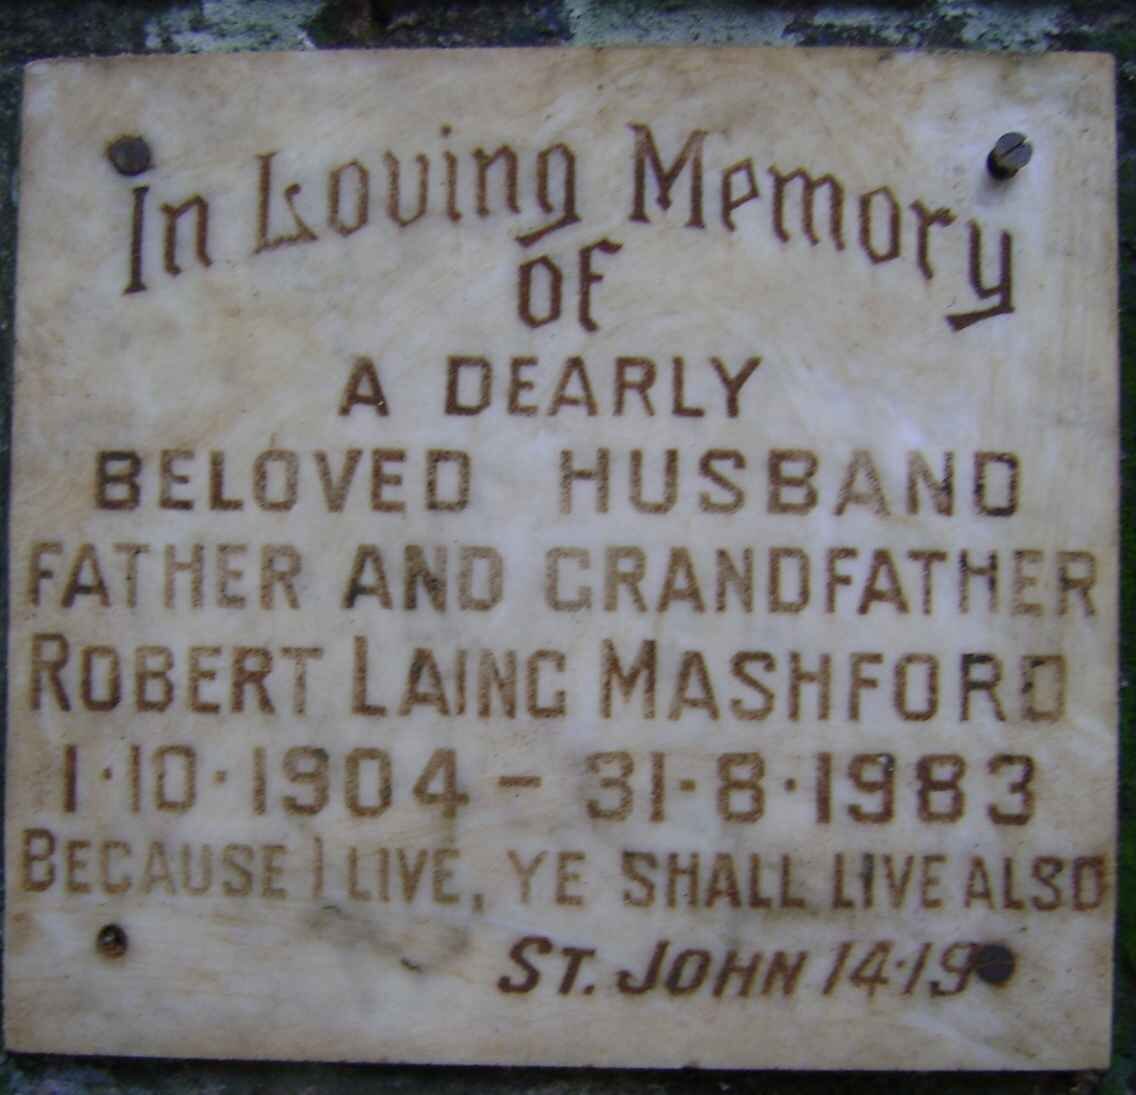 In Loving Memory
of
A DEARLY
BELOVED HUSBAND
FATHER AND GRANDFATHER
ROBERT LAING MASHFORD
1·10·1904 – 31·8·1983
BECAUSE I LIVE, YE SHALL LIVE ALSO
ST. JOHN 14·19